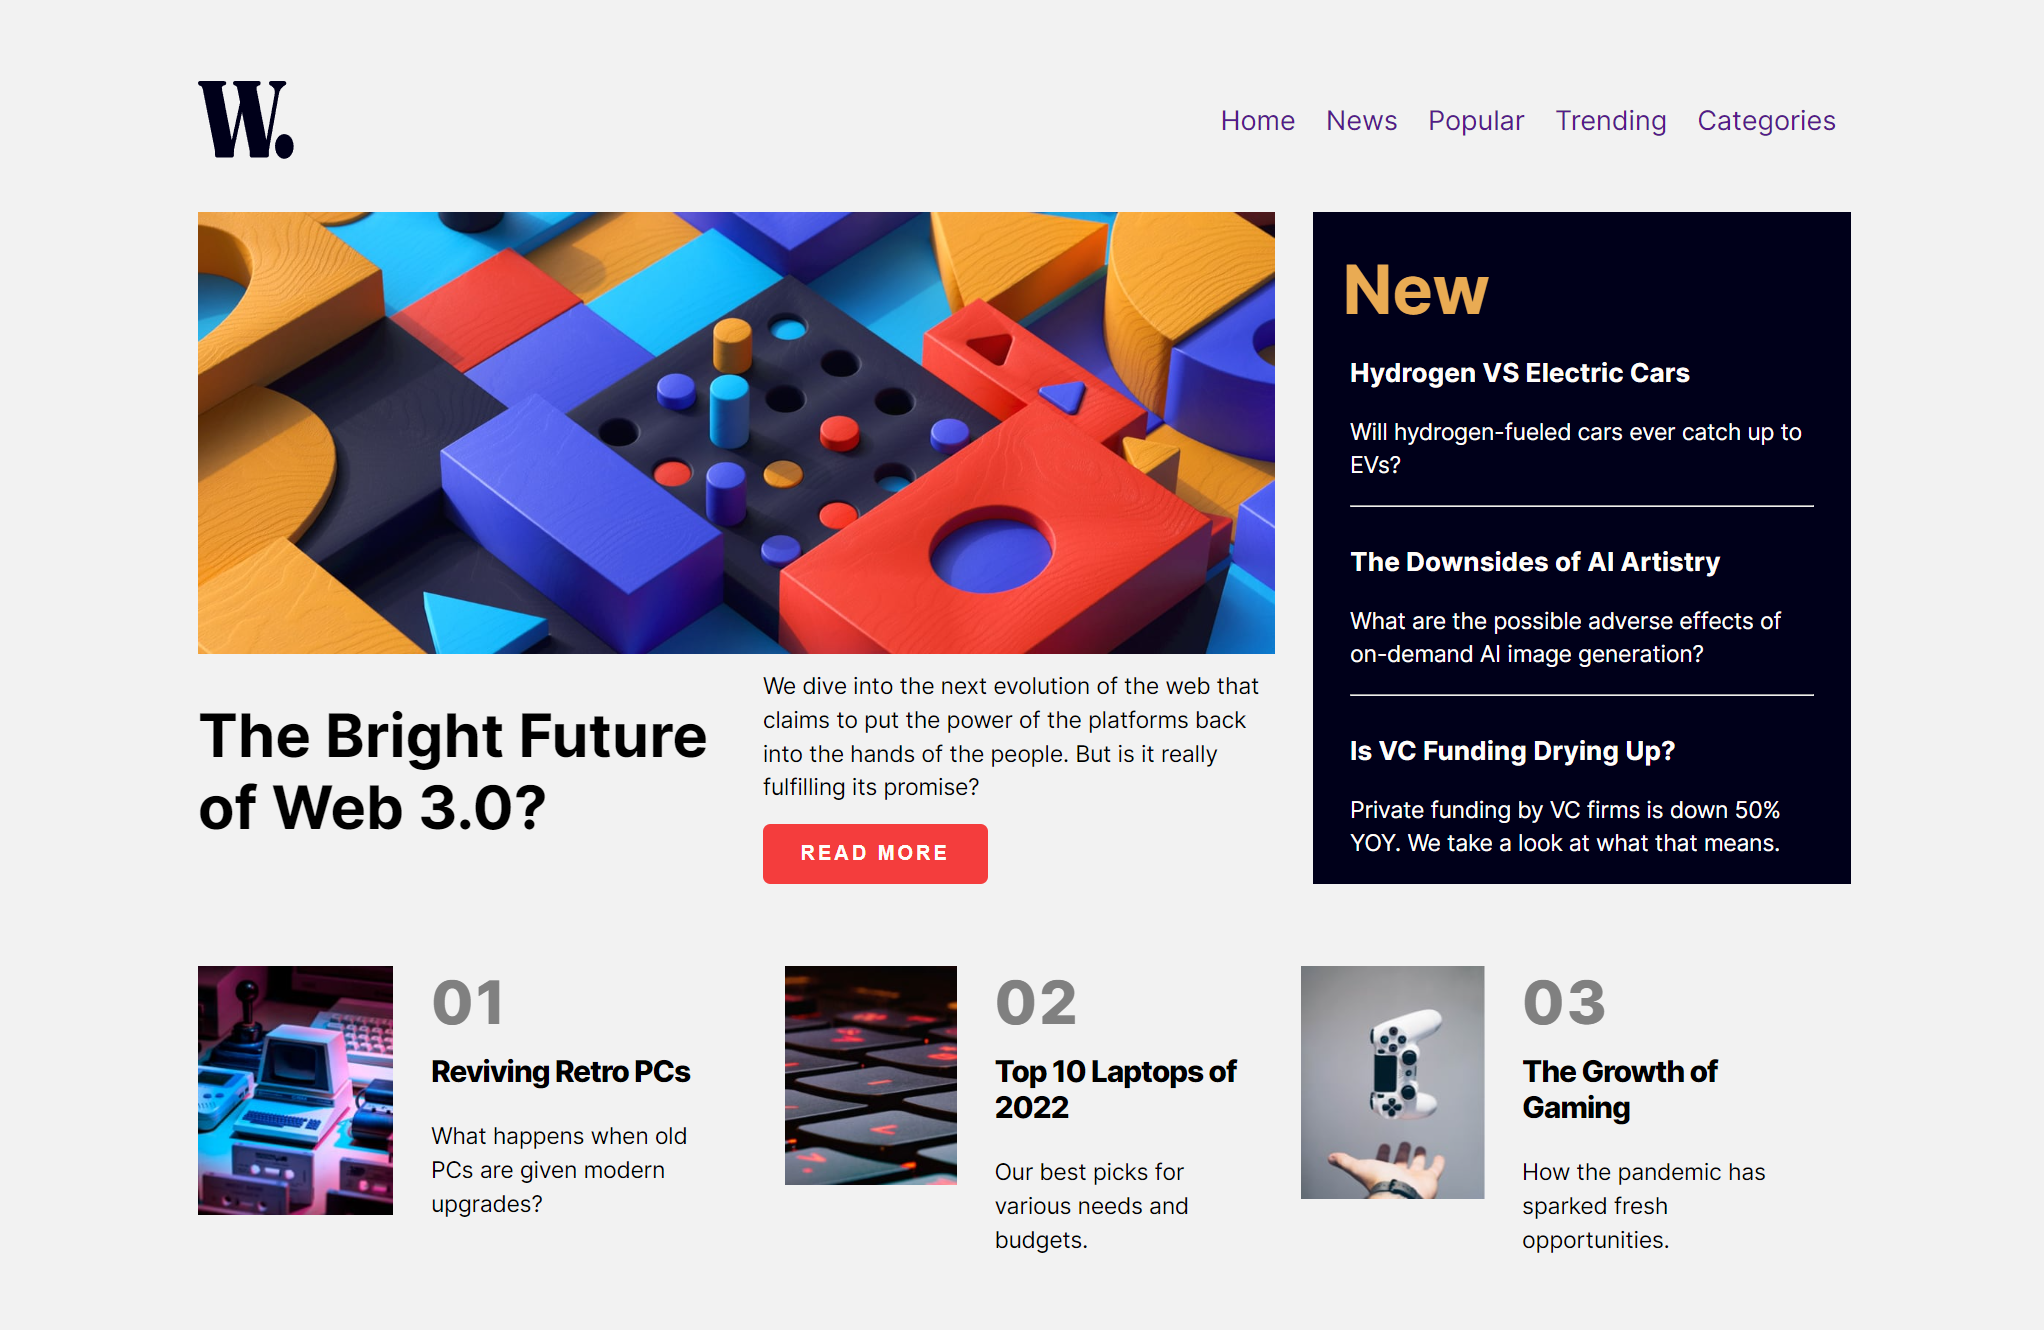 W.
Home News Popular Trending Categories
New
Hydrogen VS Electric Cars
Will hydrogen-fueled cars ever catch up to
EVs?
The Downsides of AI Artistry
What are the possible adverse effects of
on-demand AI image generation?
Is VC Funding Drying Up?
Private funding by VC firms is down 50%
YOY. We take a look at what that means.
The Bright Future
of Web 3.0?
We dive into the next evolution of the web that
claims to put the power of the platforms back
into the hands of the people. But is it really
fulfilling its promise?
READ MORE
01
Reviving Retro PCs
What happens when old
PCs are given modern
upgrades?
02
Top 10 Laptops of
2022
Our best picks for
various needs and
budgets.
03
The Growth of
Gaming
How the pandemic has
sparked fresh
opportunities.